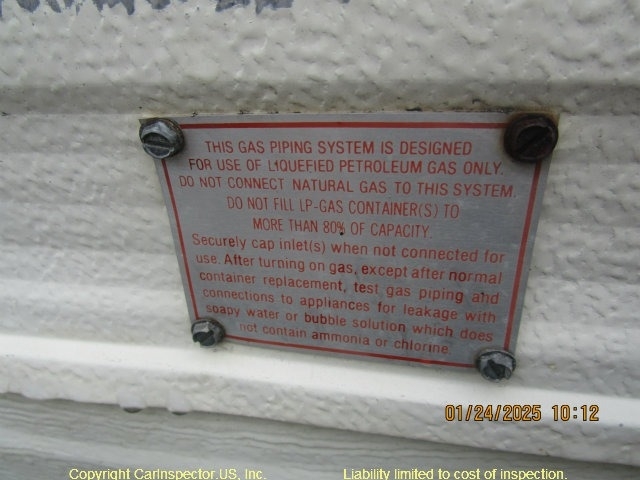 THIS GAS PIPING SYSTEM IS DESIGNED
FOR USE OF LIQUEFIED PETROLEUM GAS ONLY.
DO NOT CONNECT NATURAL GAS TO THIS SYSTEM.
DO NOT FILL LP-GAS CONTAINER(S) TO
MORE THAN 80% OF CAPACITY.
Securely cap inlet(s) when not connected for
use. After turning on gas, except after normal
container replacement, test gas piping and
connections to appliances for leakage with
soapy water or bubble solution which does
not contain ammonia or chlorine.
01/24/2025 10:12
Copyright CarInspector.US, Inc. Liability limited to cost of inspection.